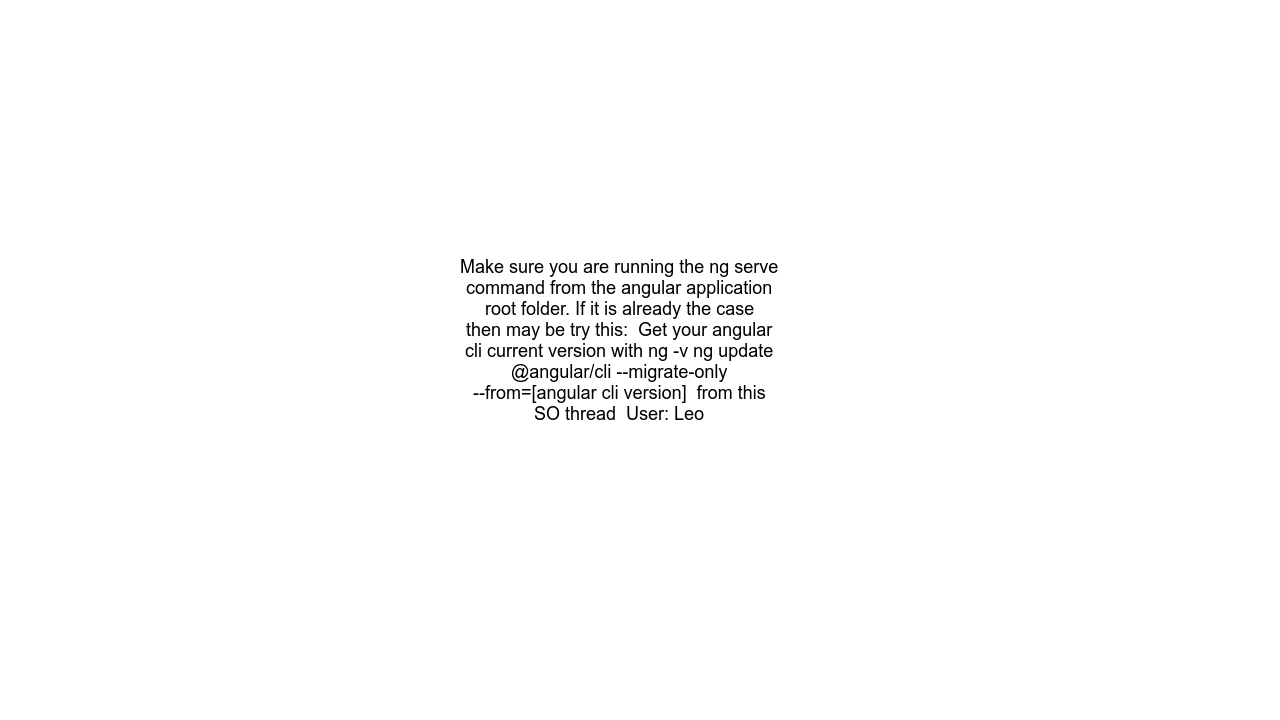 Make sure you are running the ng serve
command from the angular application
root folder. If it is already the case
then may be try this:  Get your angular
cli current version with ng -v ng update
@angular/cli --migrate-only
--from=[angular cli version]  from this
SO thread  User: Leo